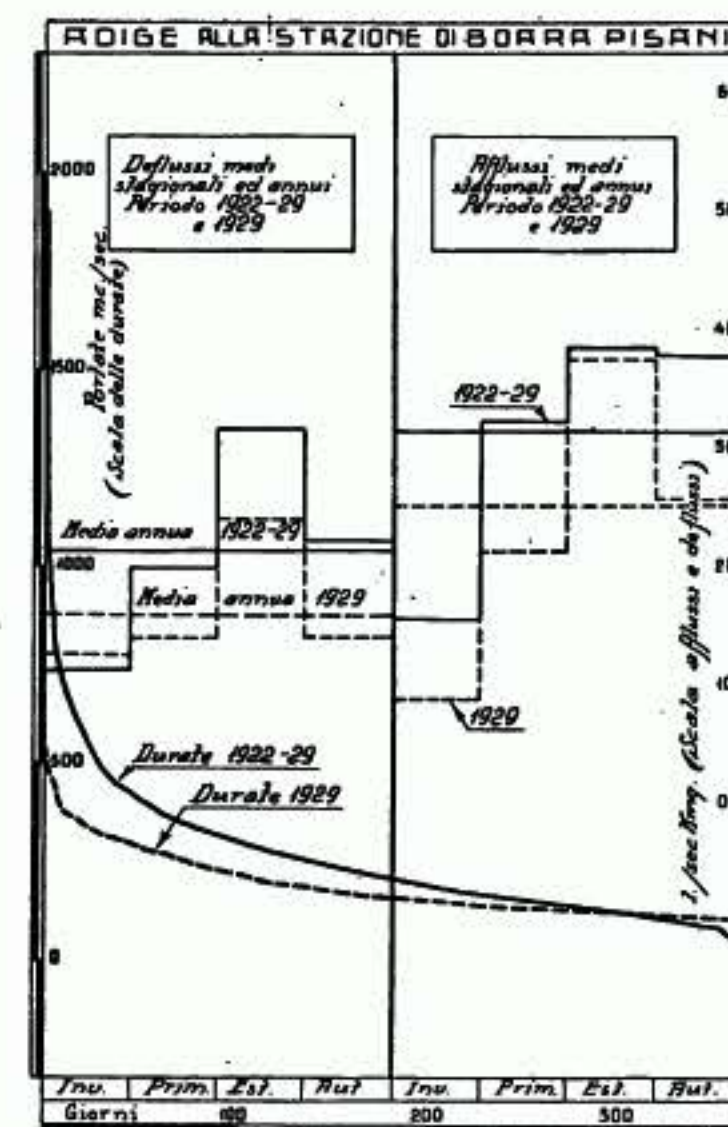 ADIGE ALLA STAZIONE DI BOARA PISANI
Deflussi medi
stagionali ed annui
Periodo 1922-29
e 1929
Afflussi medi
stagionali ed annui
Periodo 1922-29
e 1929
2000
1500
1000
500
0
Portate mc./sec.
(Scala delle durate)
1922-29
Media annua 1922-29
Media annua 1929
1929
Durate 1922-29
Durate 1929
l./sec Kmq. (Scala afflussi e deflussi)
Inv. Prim. Est. Aut. Inv. Prim. Est. Aut.
Giorni 100 200 300